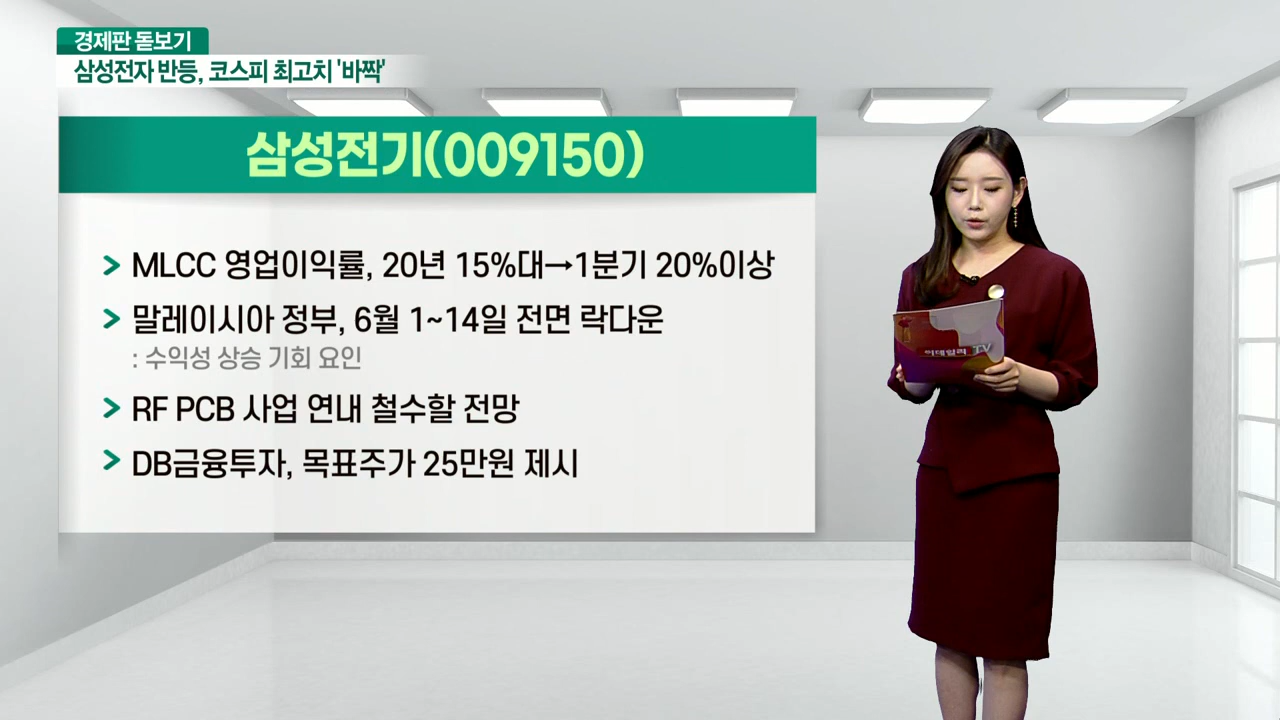 경제판 돋보기
삼성전자 반등, 코스피 최고치 '바짝'
삼성전기(009150)
> MLCC 영업이익률, 20년 15%대→1분기 20%이상
> 말레이시아 정부, 6월 1~14일 전면 락다운
: 수익성 상승 기회 요인
> RF PCB 사업 연내 철수할 전망
> DB금융투자, 목표주가 25만원 제시
이데일리 TV